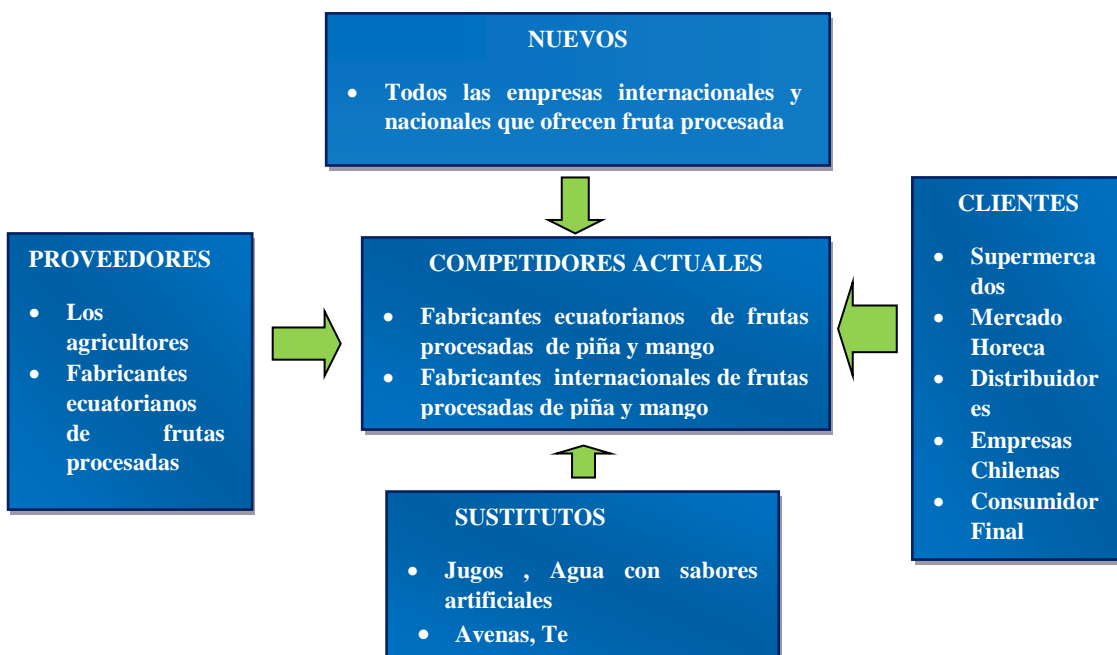 NUEVOS
• Todos las empresas internacionales y
nacionales que ofrecen fruta procesada
PROVEEDORES
• Los
agricultores
• Fabricantes
ecuatorianos
de frutas
procesadas
COMPETIDORES ACTUALES
• Fabricantes ecuatorianos de frutas
procesadas de piña y mango
• Fabricantes internacionales de frutas
procesadas de piña y mango
CLIENTES
• Supermerca
dos
• Mercado
Horeca
• Distribuidor
es
• Empresas
Chilenas
• Consumidor
Final
SUSTITUTOS
• Jugos , Agua con sabores
artificiales
• Avenas, Te